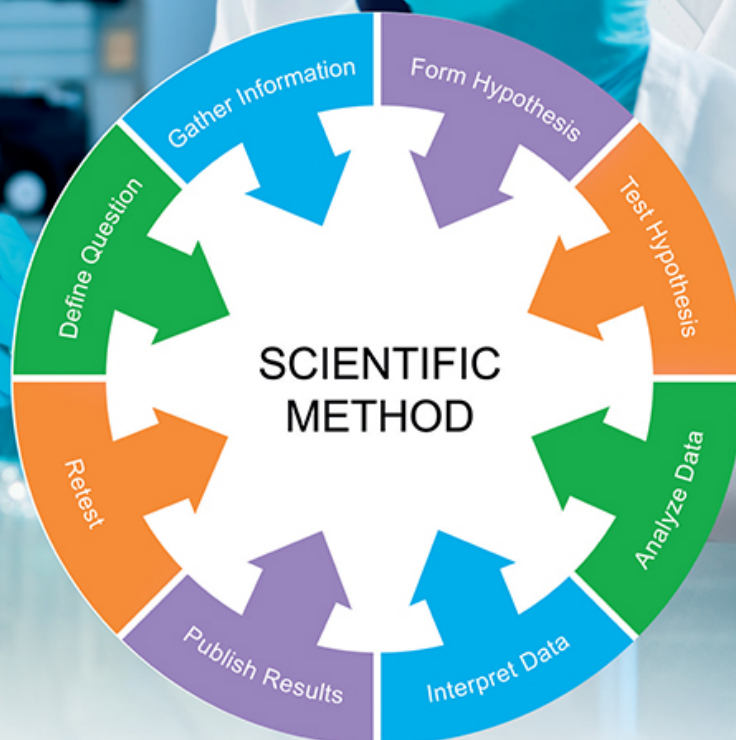 SCIENTIFIC
METHOD
Define Question
Gather Information
Form Hypothesis
Test Hypothesis
Analyze Data
Interpret Data
Publish Results
Retest